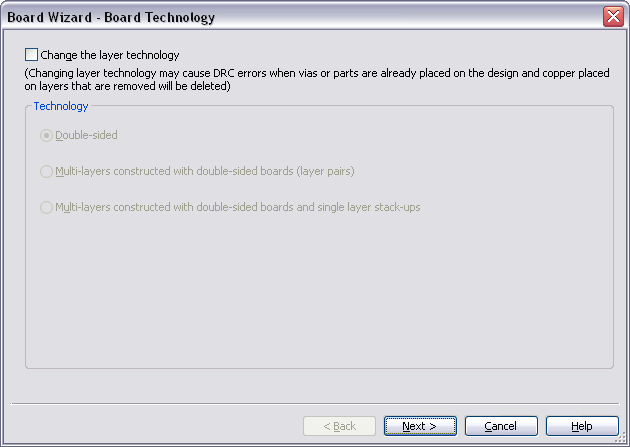 Board Wizard - Board Technology
Change the layer technology
(Changing layer technology may cause DRC errors when vias or parts are already placed on the design and copper placed
on layers that are removed will be deleted)
Technology
Double-sided
Multi-layers constructed with double-sided boards (layer pairs)
Multi-layers constructed with double-sided boards and single layer stack-ups
< Back Next > Cancel Help